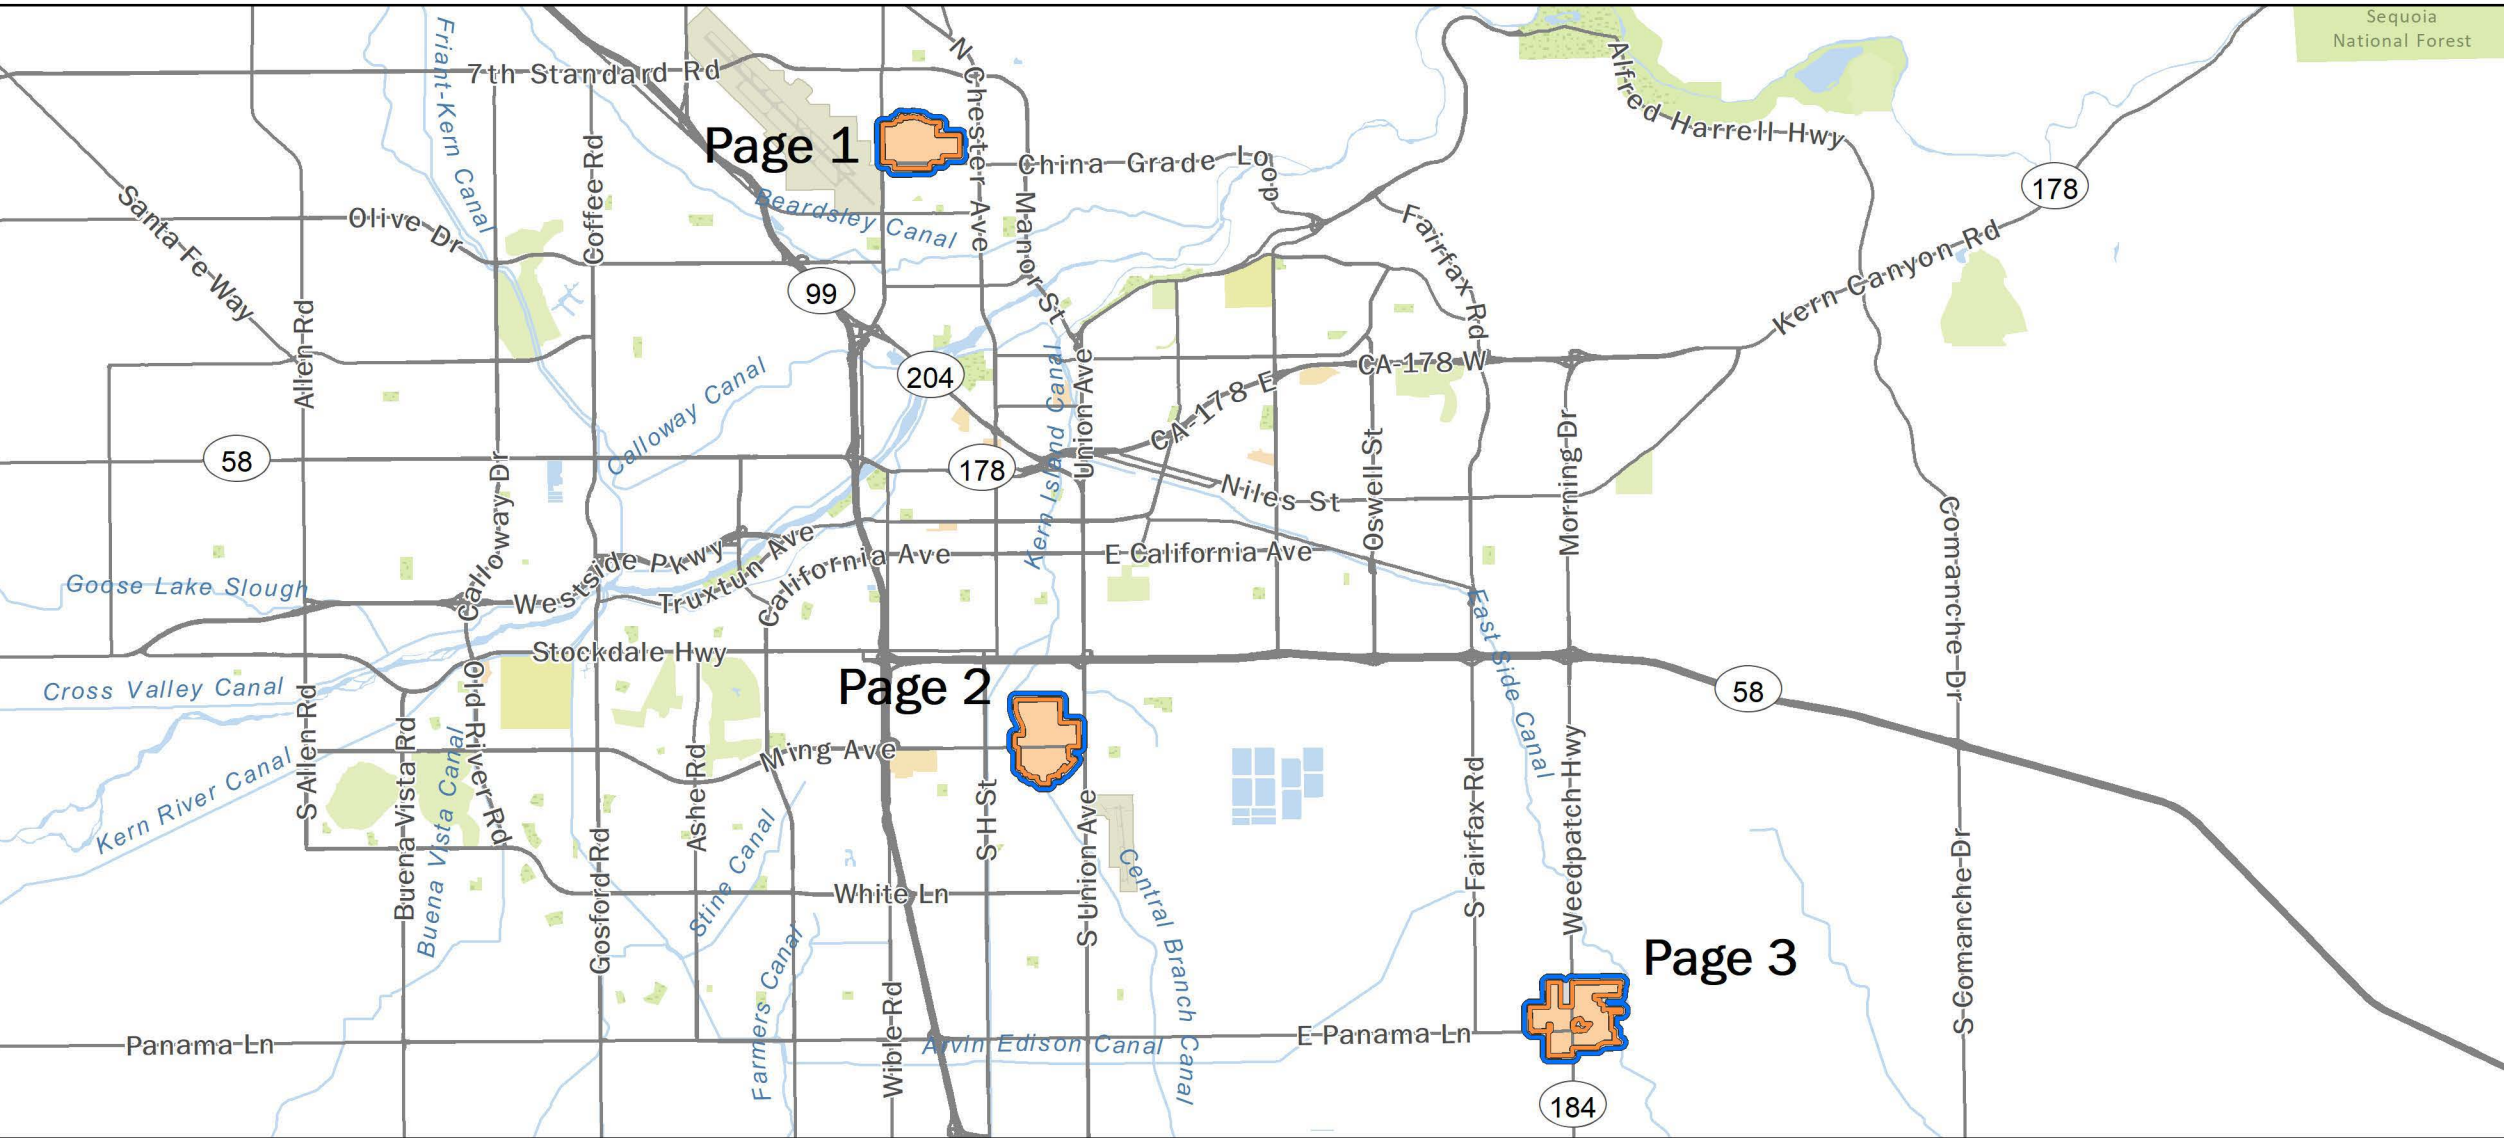 Sequoia
National Forest
7th Standard Rd
N Chester Ave
Friant-Kern Canal
Alfred Harrell Hwy
Page 1
China Grade Loop
Coffee Rd
178
Santa Fe Way
Olive Dr
Beardsley Canal
Manor St
Fairfax Rd
Kern Canyon Rd
99
Allen Rd
204
CA-178 W
CA-178 E
Calloway Canal
Kern Island Canal
Union Ave
58
178
Niles St
Oswell St
Morning Dr
Calloway Dr
Comanche Dr
Westside Pkwy
Truxtun Ave
California Ave
E California Ave
Goose Lake Slough
East Side Canal
Stockdale Hwy
Page 2
Cross Valley Canal
58
S Allen Rd
Old River Rd
Buena Vista Rd
Buena Vista Canal
Ming Ave
Kern River Canal
Ashe Rd
S H St
S Union Ave
S Fairfax Rd
Weedpatch Hwy
Gosford Rd
Stine Canal
White Ln
Central Branch Canal
S Comanche Dr
Page 3
Farmers Canal
Wible Rd
Panama Ln
Arvin Edison Canal
E Panama Ln
184